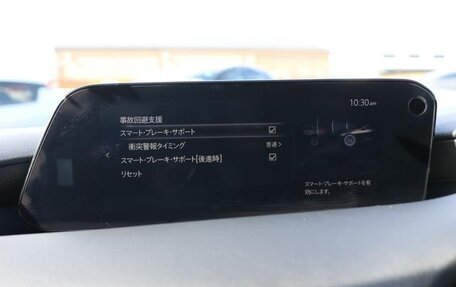 10:30am
事故回避支援
スマート･ブレーキ･サポート
衝突警報タイミング 普通
スマート･ブレーキ･サポート[後進時]
リセット
スマート･ブレーキ･サポートを有
効にします。